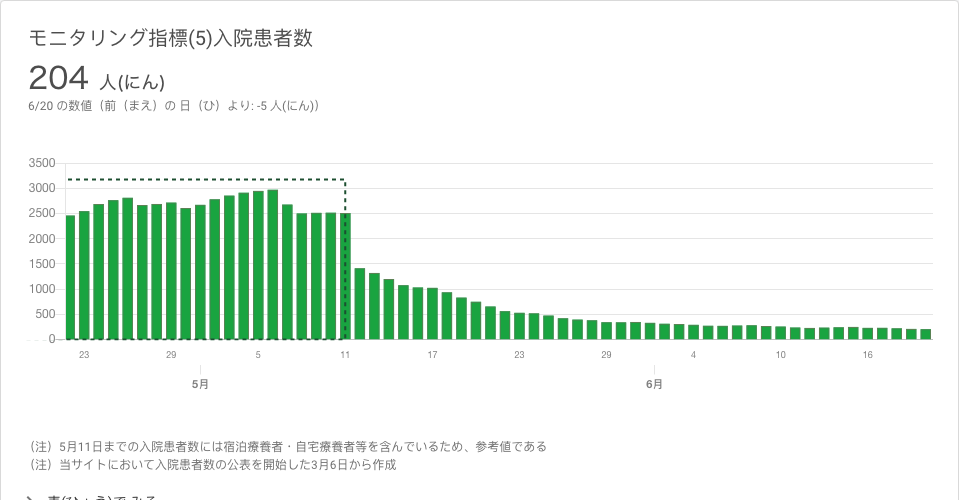 モニタリング指標(5)入院患者数
204 人(にん)
6/20 の数値（前（まえ）の 日（ひ）より: -5 人(にん)）
3500
3000
2500
2000
1500
1000
500
0
23 29 5 11 17 23 29 4 10 16
5月 6月
（注）5月11日までの入院患者数には宿泊療養者・自宅療養者等を含んでいるため、参考値である
（注）当サイトにおいて入院患者数の公表を開始した3月6日から作成